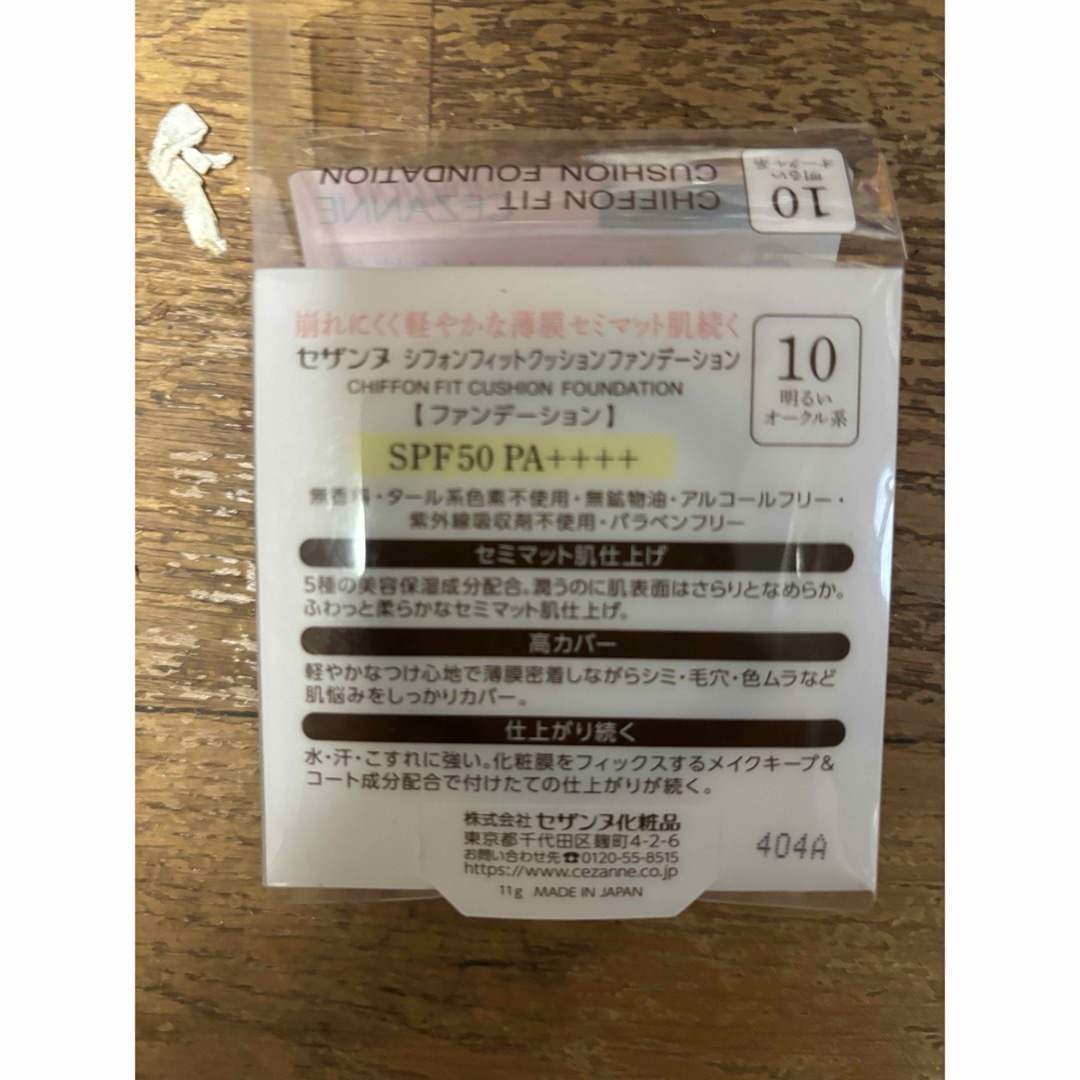 CUSHION FOUNDATION
CHIFFON FIT
CEZANNE
10
明るい
オークル系
崩れにくく軽やかな薄膜セミマット肌続く
セザンヌ シフォンフィットクッションファンデーション
CHIFFON FIT CUSHION FOUNDATION
【ファンデーション】
SPF50 PA++++
10
明るい
オークル系
無香料・タール系色素不使用・無鉱物油・アルコールフリー・
紫外線吸収剤不使用・パラベンフリー
セミマット肌仕上げ
5種の美容保湿成分配合。潤うのに肌表面はさらりとなめらか。
ふわっと柔らかなセミマット肌仕上げ。
高カバー
軽やかなつけ心地で薄膜密着しながらシミ・毛穴・色ムラなど
肌悩みをしっかりカバー。
仕上がり続く
水・汗・こすれに強い。化粧膜をフィックスするメイクキープ&
コート成分配合で付けたての仕上がりが続く。
株式会社 セザンヌ化粧品
東京都千代田区麹町4-2-6
お問い合わせ先☎0120-55-8515
https://www.cezanne.co.jp
11g MADE IN JAPAN
404A